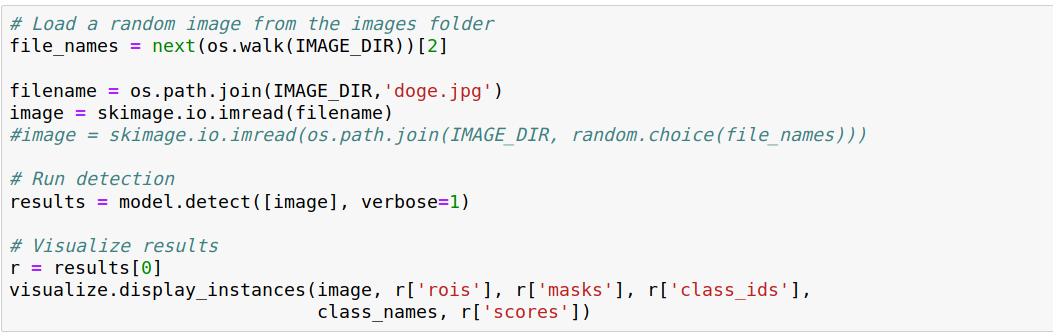 # Load a random image from the images folder
file_names = next(os.walk(IMAGE_DIR))[2]
filename = os.path.join(IMAGE_DIR,'doge.jpg')
image = skimage.io.imread(filename)
#image = skimage.io.imread(os.path.join(IMAGE_DIR, random.choice(file_names)))
# Run detection
results = model.detect([image], verbose=1)
# Visualize results
r = results[0]
visualize.display_instances(image, r['rois'], r['masks'], r['class_ids'],
class_names, r['scores'])